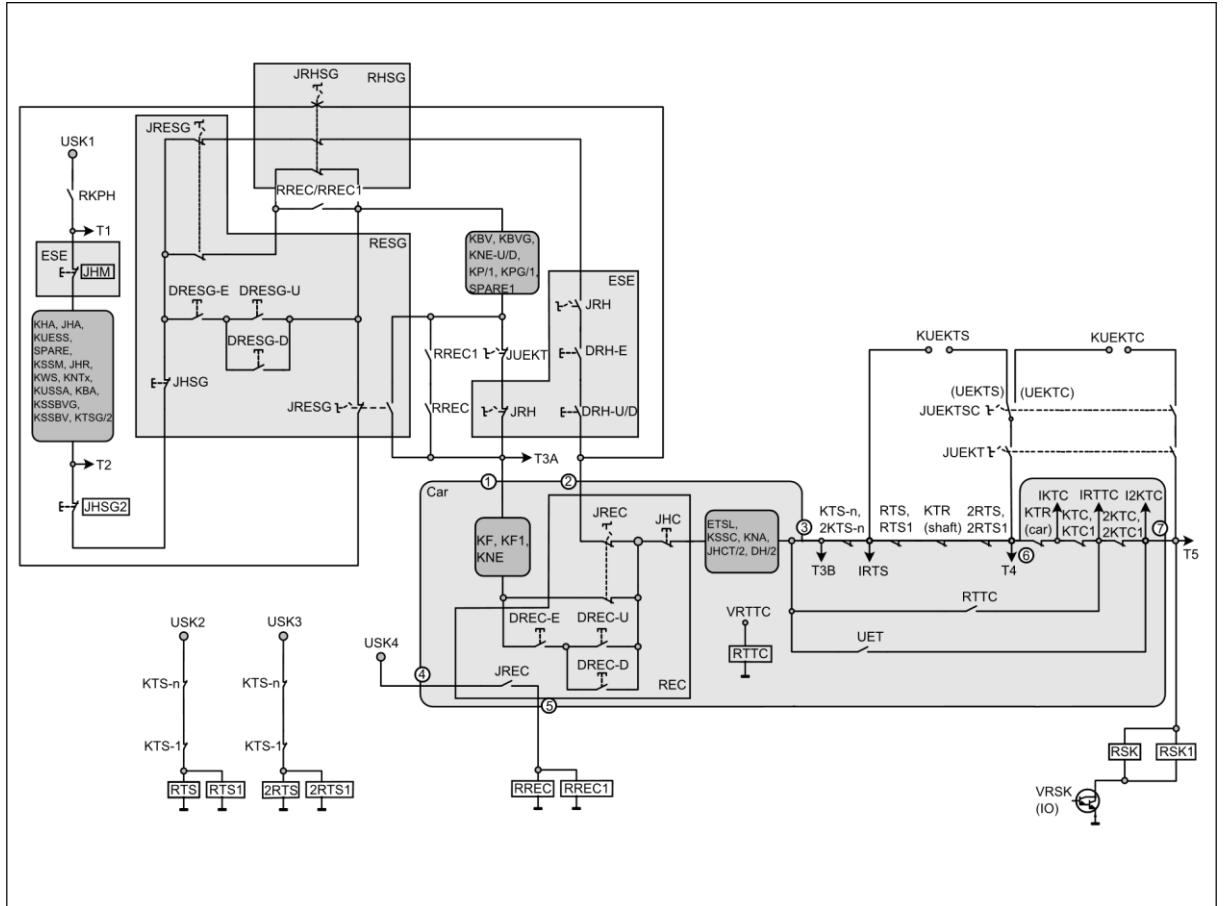 JRHSG
RHSG
JRESG
USK1
RKPH
T1
RREC/RREC1
ESE
JHM
RESG
KBV, KBVG,
KNE-U/D,
KP/1, KPG/1,
SPARE1
ESE
KHA, JHA,
KUESS,
SPARE,
KSSM, JHR,
KWS, KNTx,
KUSSA, KBA,
KSSBVG,
KSSBV, KTSG/2
DRESG-E
DRESG-U
DRESG-D
JRH
RREC1
JUEKT
DRH-E
JHSG
JRESG
RREC
JRH
DRH-U/D
KUEKTS
KUEKTC
(UEKTS)
(UEKTC)
JUEKTSC
JUEKT
T2
T3A
JHSG2
Car
1
2
3
JREC
JHC
KF, KF1,
KNE
ETSL,
KSSC, KNA,
JHCT/2, DH/2
KTS-n,
2KTS-n
RTS,
RTS1
KTR
(shaft)
2RTS,
2RTS1
IKTC
IRTTC
I2KTC
KTR
(car)
KTC,
KTC1
2KTC,
2KTC1
7
T3B
IRTS
T4
6
T5
RTTC
UET
VRTTC
RTTC
DREC-E
DREC-U
DREC-D
USK2
USK3
USK4
4
JREC
REC
5
KTS-n
KTS-n
KTS-1
KTS-1
RTS
RTS1
2RTS
2RTS1
RREC
RREC1
RSK
RSK1
VRSK
(IO)